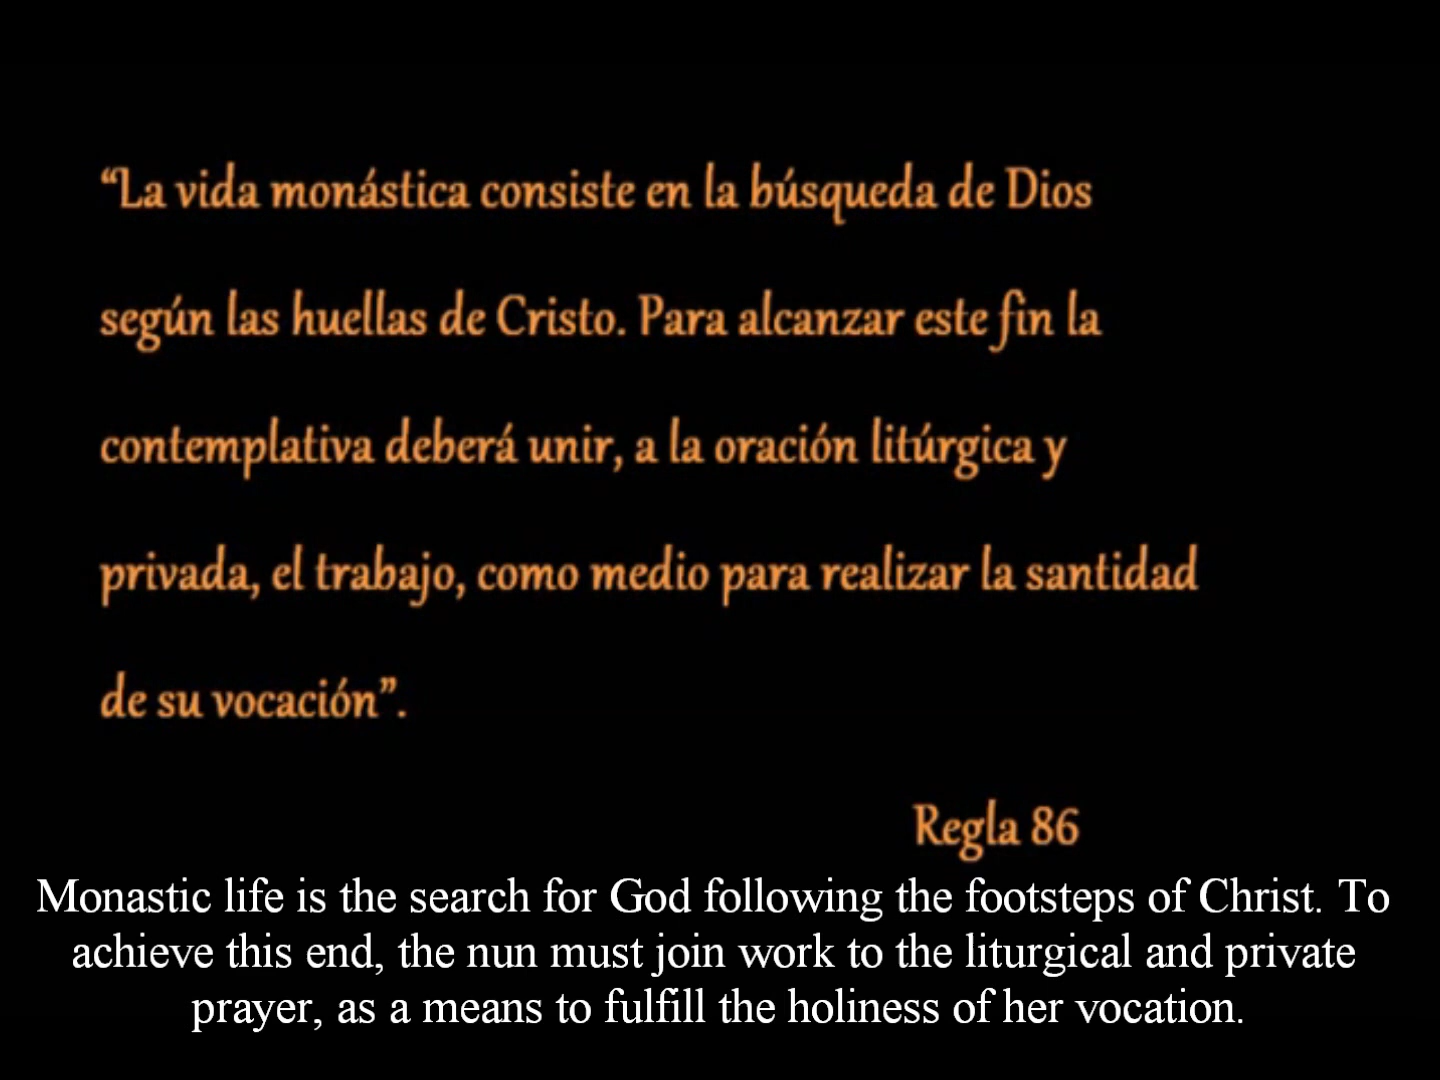 “La vida monástica consiste en la búsqueda de Dios
según las huellas de Cristo. Para alcanzar este fin la
contemplativa deberá unir, a la oración litúrgica y
privada, el trabajo, como medio para realizar la santidad
de su vocación”.
Regla 86
Monastic life is the search for God following the footsteps of Christ. To
achieve this end, the nun must join work to the liturgical and private
prayer, as a means to fulfill the holiness of her vocation.